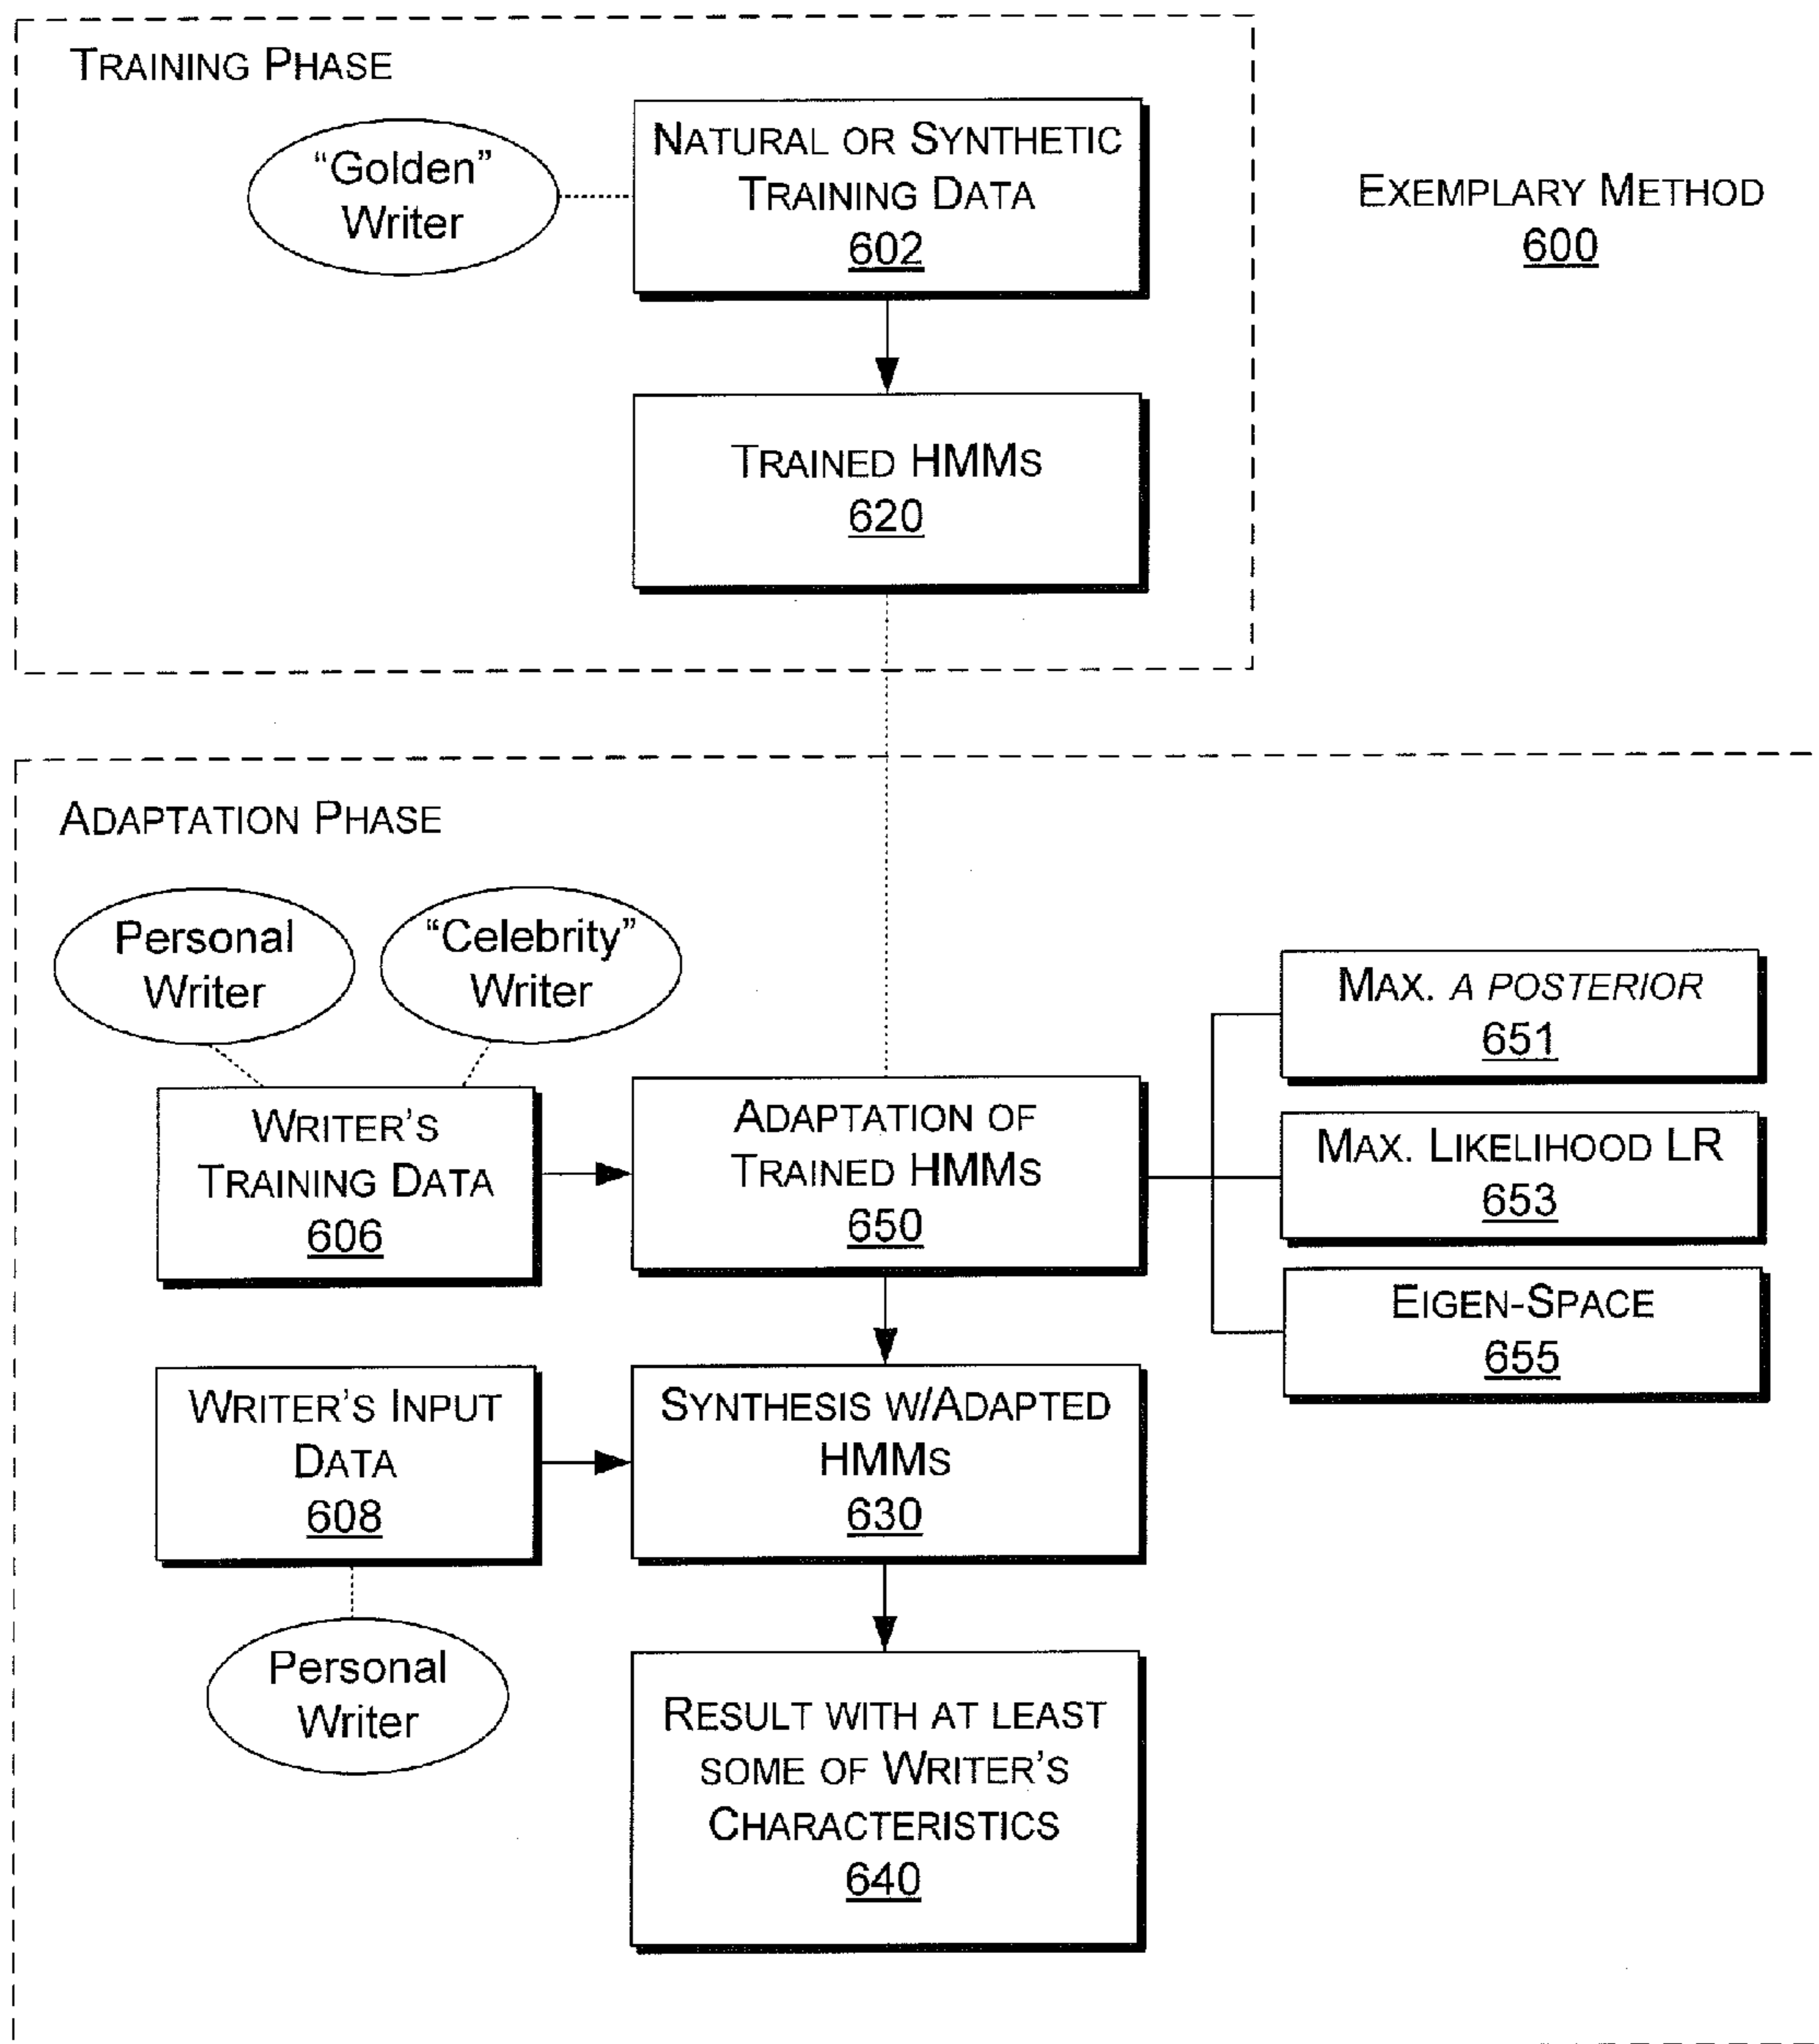 TRAINING PHASE
"Golden"
Writer
NATURAL OR SYNTHETIC
TRAINING DATA
602
EXEMPLARY METHOD
600
TRAINED HMMS
620
ADAPTATION PHASE
Personal
Writer
"Celebrity"
Writer
WRITER'S
TRAINING DATA
606
ADAPTATION OF
TRAINED HMMS
650
MAX. A POSTERIOR
651
MAX. LIKELIHOOD LR
653
EIGEN-SPACE
655
WRITER'S INPUT
DATA
608
SYNTHESIS W/ADAPTED
HMMS
630
Personal
Writer
RESULT WITH AT LEAST
SOME OF WRITER'S
CHARACTERISTICS
640